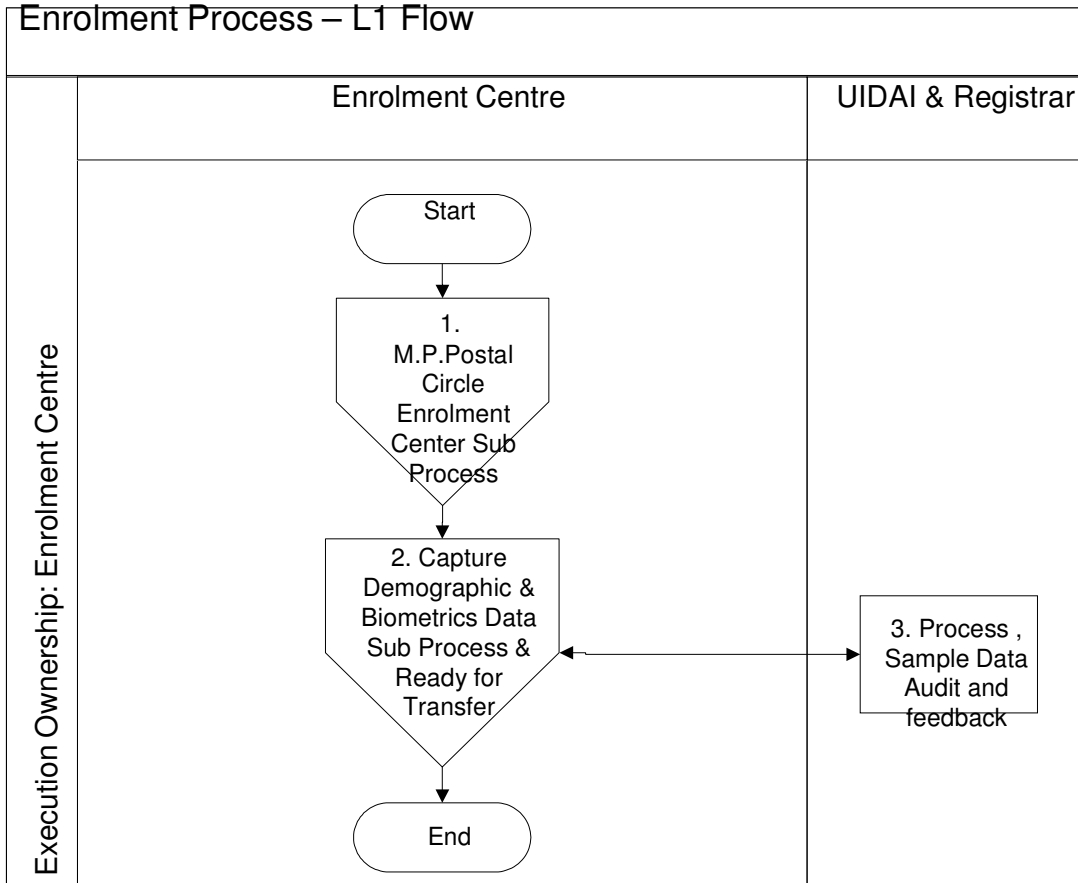 Enrolment Process – L1 Flow
Enrolment Centre
UIDAI & Registrar
Execution Ownership: Enrolment Centre
Start
1.
M.P.Postal
Circle
Enrolment
Center Sub
Process
2. Capture
Demographic &
Biometrics Data
Sub Process &
Ready for
Transfer
3. Process ,
Sample Data
Audit and
feedback
End